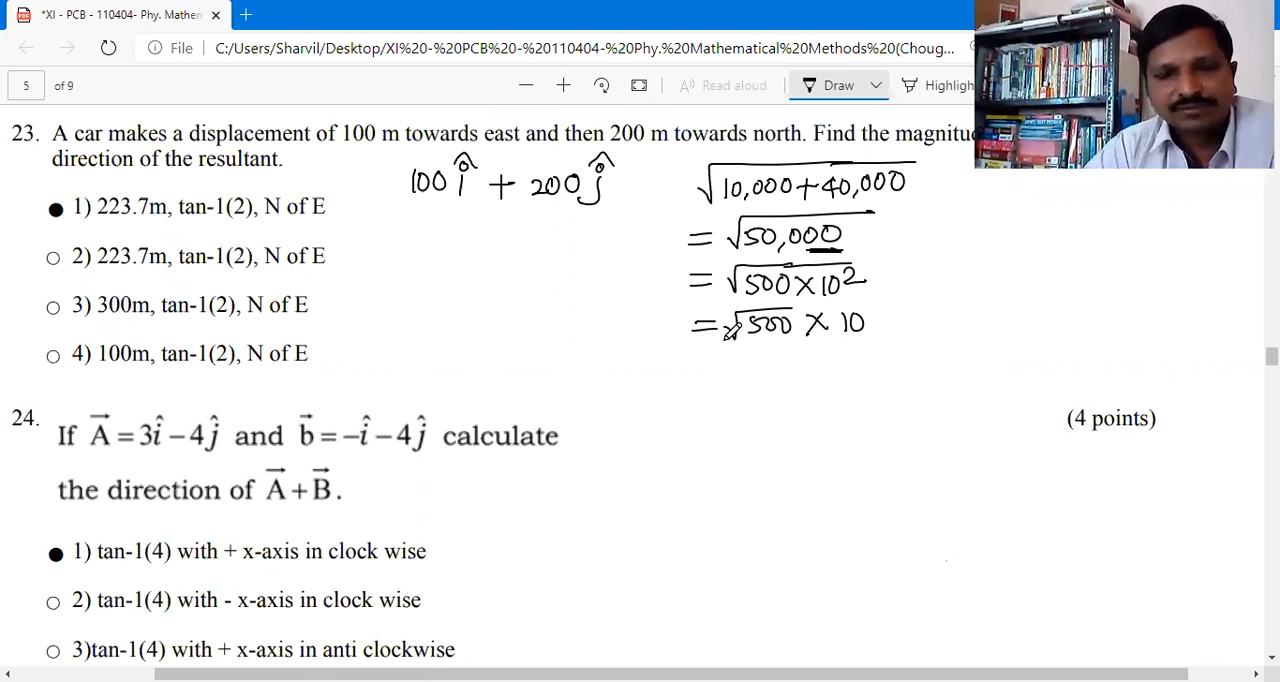 *XI - PCB - 110404- Phy. Mathen
File C:/Users/Sharvil/Desktop/XI%20-%20PCB%20-%20110404-%20Phy.%20Mathematical%20Methods%20(Choug...
5 of 9 Read aloud Draw Highligh
23. A car makes a displacement of 100 m towards east and then 200 m towards north. Find the magnitu
direction of the resultant.
100 î + 200 ĵ
√10,000+40,000
= √50,000
= √500×10²
= √500 × 10
1) 223.7m, tan-1(2), N of E
2) 223.7m, tan-1(2), N of E
3) 300m, tan-1(2), N of E
4) 100m, tan-1(2), N of E
24. (4 points)
If A⃗ = 3î − 4ĵ and b⃗ = −î − 4ĵ calculate
the direction of A⃗ + B⃗.
1) tan-1(4) with + x-axis in clock wise
2) tan-1(4) with - x-axis in clock wise
3)tan-1(4) with + x-axis in anti clockwise